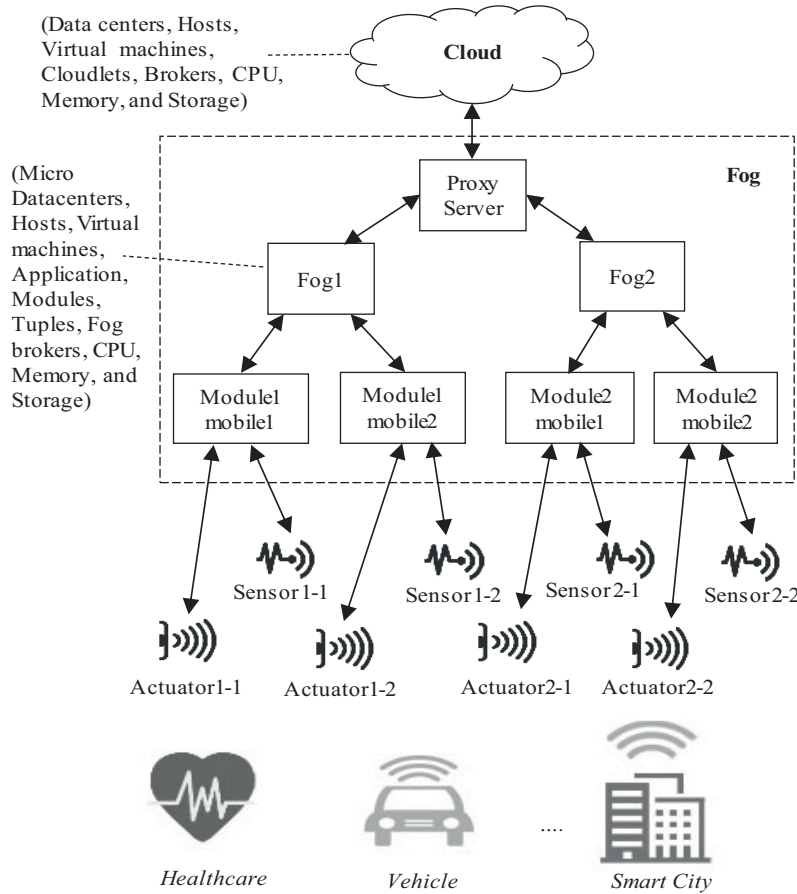 (Data centers, Hosts,
Virtual machines,
Cloudlets, Brokers, CPU,
Memory, and Storage)
Cloud
(Micro
Datacenters,
Hosts, Virtual
machines,
Application,
Modules,
Tuples, Fog
brokers, CPU,
Memory, and
Storage)
Fog
Proxy
Server
Fog1
Fog2
Module1
mobile1
Module1
mobile2
Module2
mobile1
Module2
mobile2
Sensor1-1
Sensor1-2
Sensor2-1
Sensor2-2
Actuator1-1
Actuator1-2
Actuator2-1
Actuator2-2
....
Healthcare
Vehicle
Smart City